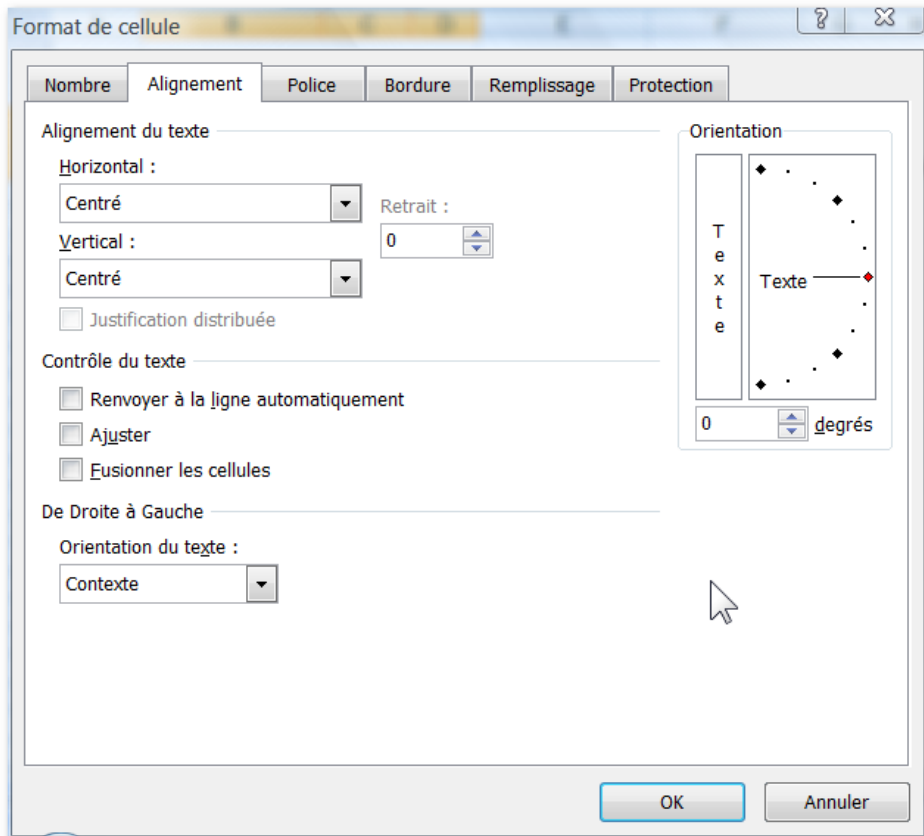 Format de cellule
Nombre Alignement Police Bordure Remplissage Protection
Alignement du texte
Horizontal :
Centré
Retrait :
Vertical :
0
Centré
Justification distribuée
Contrôle du texte
Renvoyer à la ligne automatiquement
Ajuster
Fusionner les cellules
De Droite à Gauche
Orientation du texte :
Contexte
Orientation
T
e
x
t
e
Texte
0 degrés
OK Annuler